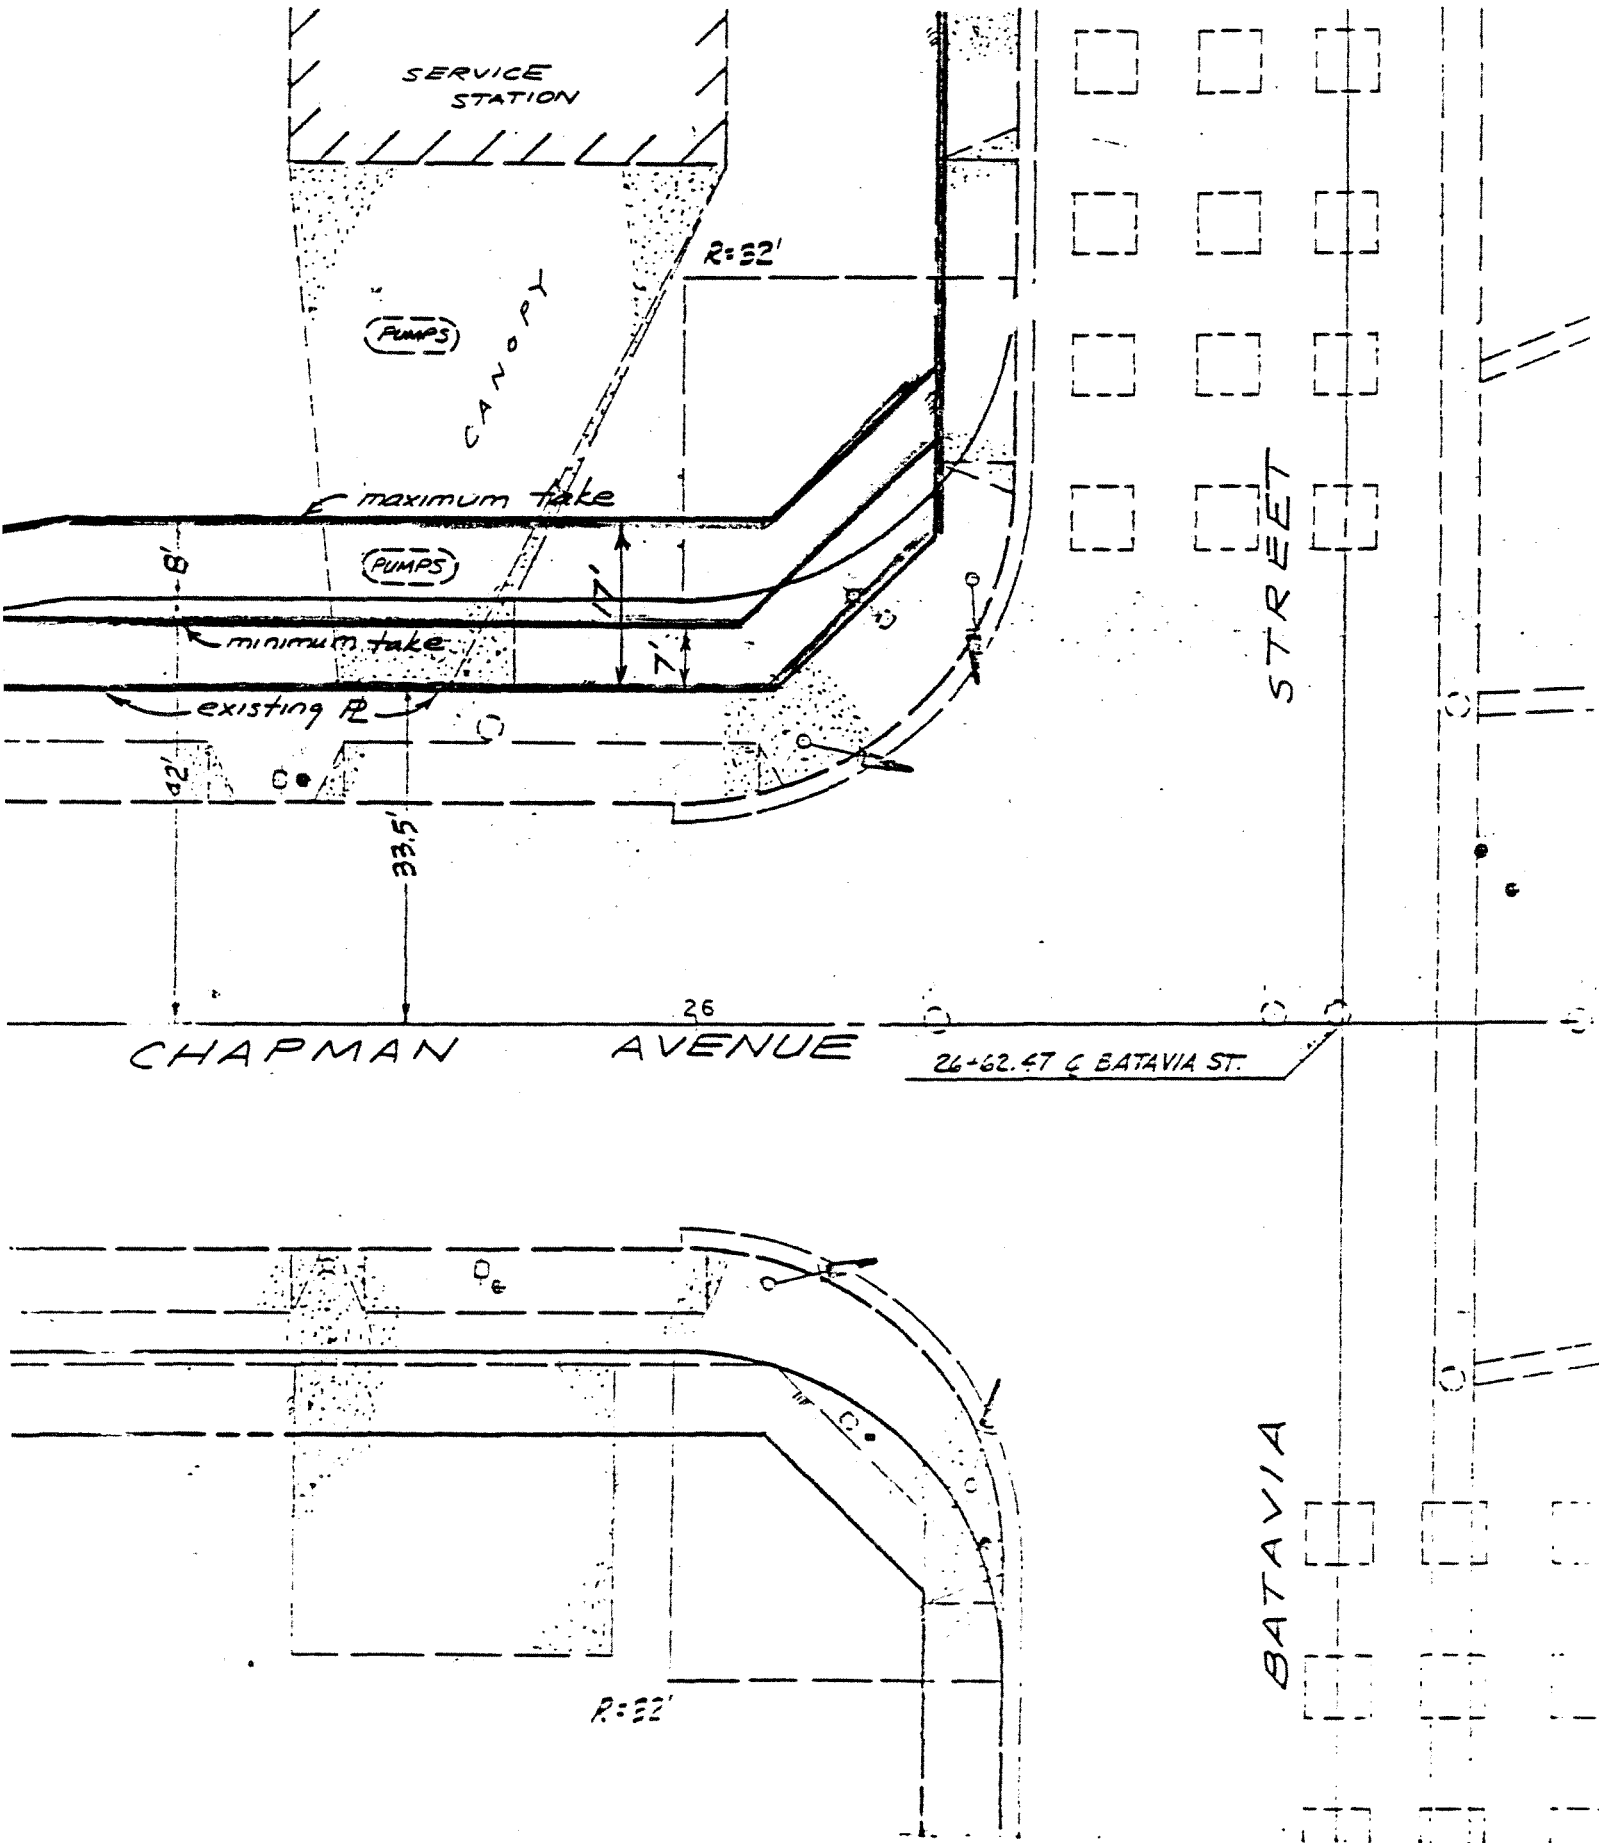 SERVICE
STATION
R=32'
CANOPY
PUMPS
maximum take
8'
PUMPS
17'
minimum take
7'
existing PL
42'
33.5'
STREET
26
CHAPMAN AVENUE
26+62.47 ℄ BATAVIA ST.
BATAVIA
R=32'